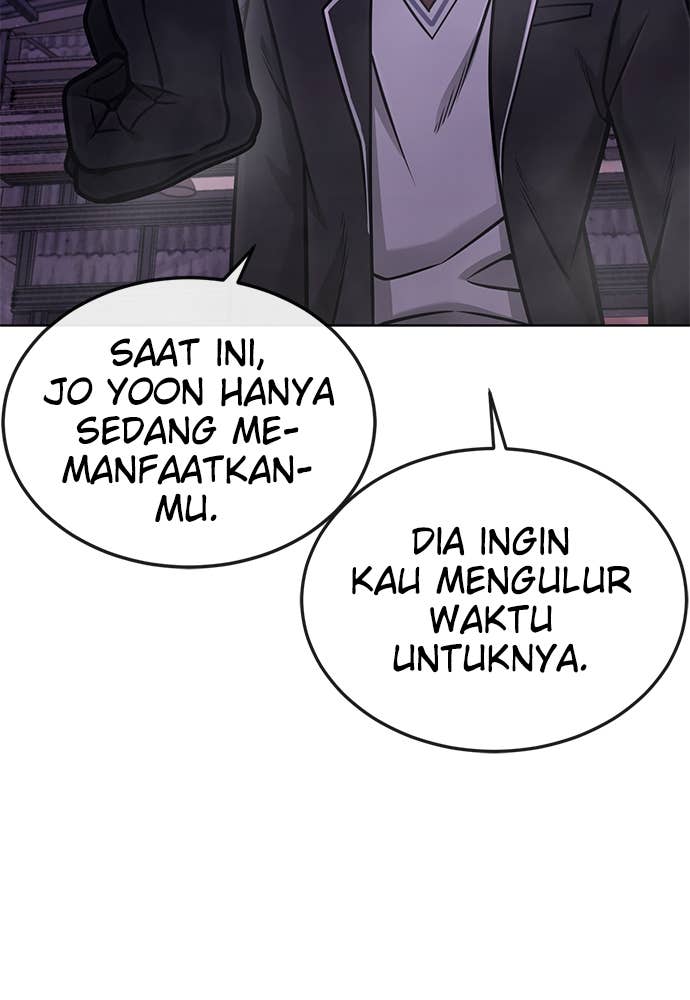 SAAT INI,
JO YOON HANYA
SEDANG ME-
MANFAATKAN-
MU.
DIA INGIN
KAU MENGULUR
WAKTU
UNTUKNYA.